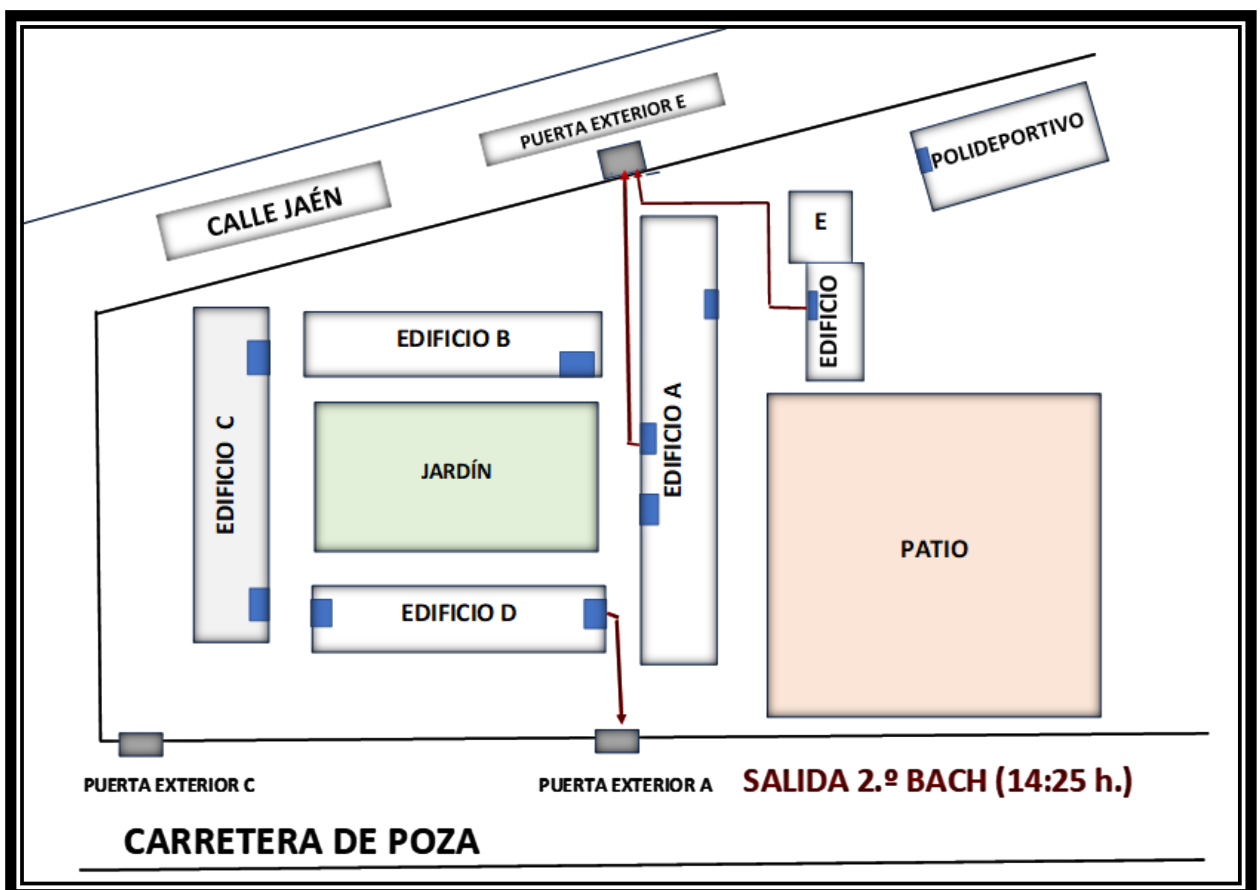 PUERTA EXTERIOR E
POLIDEPORTIVO
CALLE JAÉN
E
EDIFICIO
EDIFICIO B
EDIFICIO A
EDIFICIO C
JARDÍN
PATIO
EDIFICIO D
PUERTA EXTERIOR C
PUERTA EXTERIOR A
SALIDA 2.º BACH (14:25 h.)
CARRETERA DE POZA